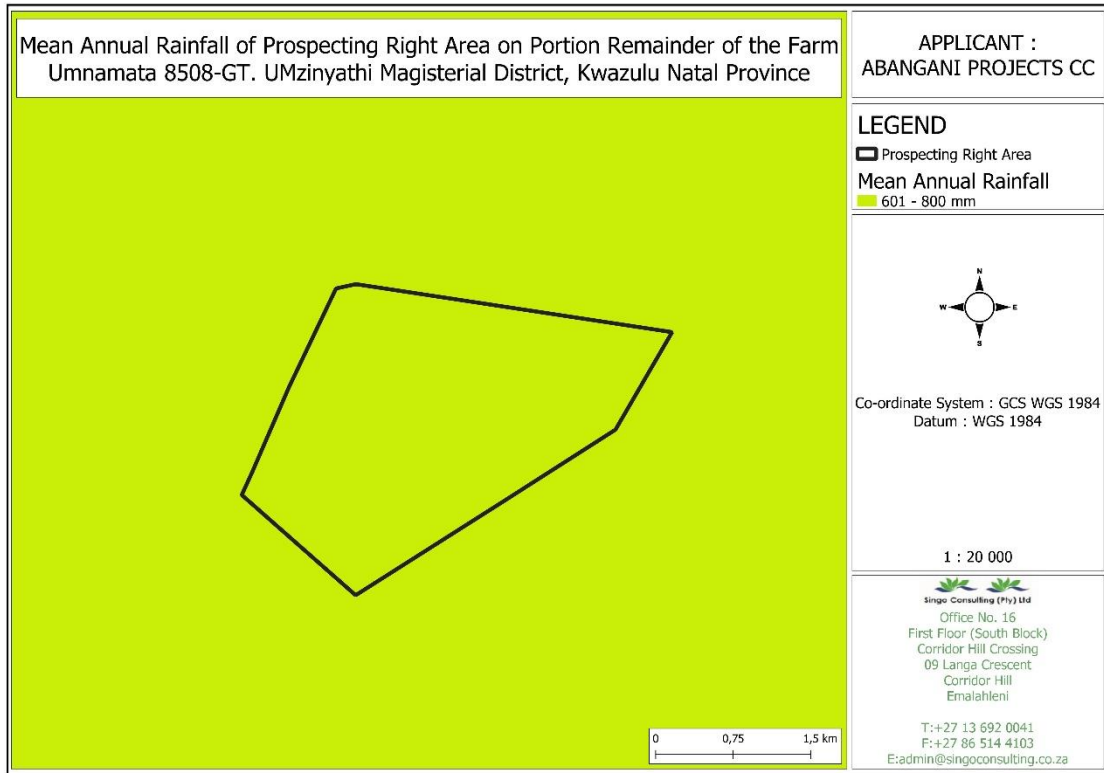 Mean Annual Rainfall of Prospecting Right Area on Portion Remainder of the Farm
Umnamata 8508-GT. UMzinyathi Magisterial District, Kwazulu Natal Province
APPLICANT :
ABANGANI PROJECTS CC
LEGEND
Prospecting Right Area
Mean Annual Rainfall
601 - 800 mm
N
W E
S
Co-ordinate System : GCS WGS 1984
Datum : WGS 1984
1 : 20 000
Singo Consulting (Pty) Ltd
Office No. 16
First Floor (South Block)
Corridor Hill Crossing
09 Langa Crescent
Corridor Hill
Emalahleni
T:+27 13 692 0041
F:+27 86 514 4103
E:admin@singoconsulting.co.za
0 0,75 1,5 km